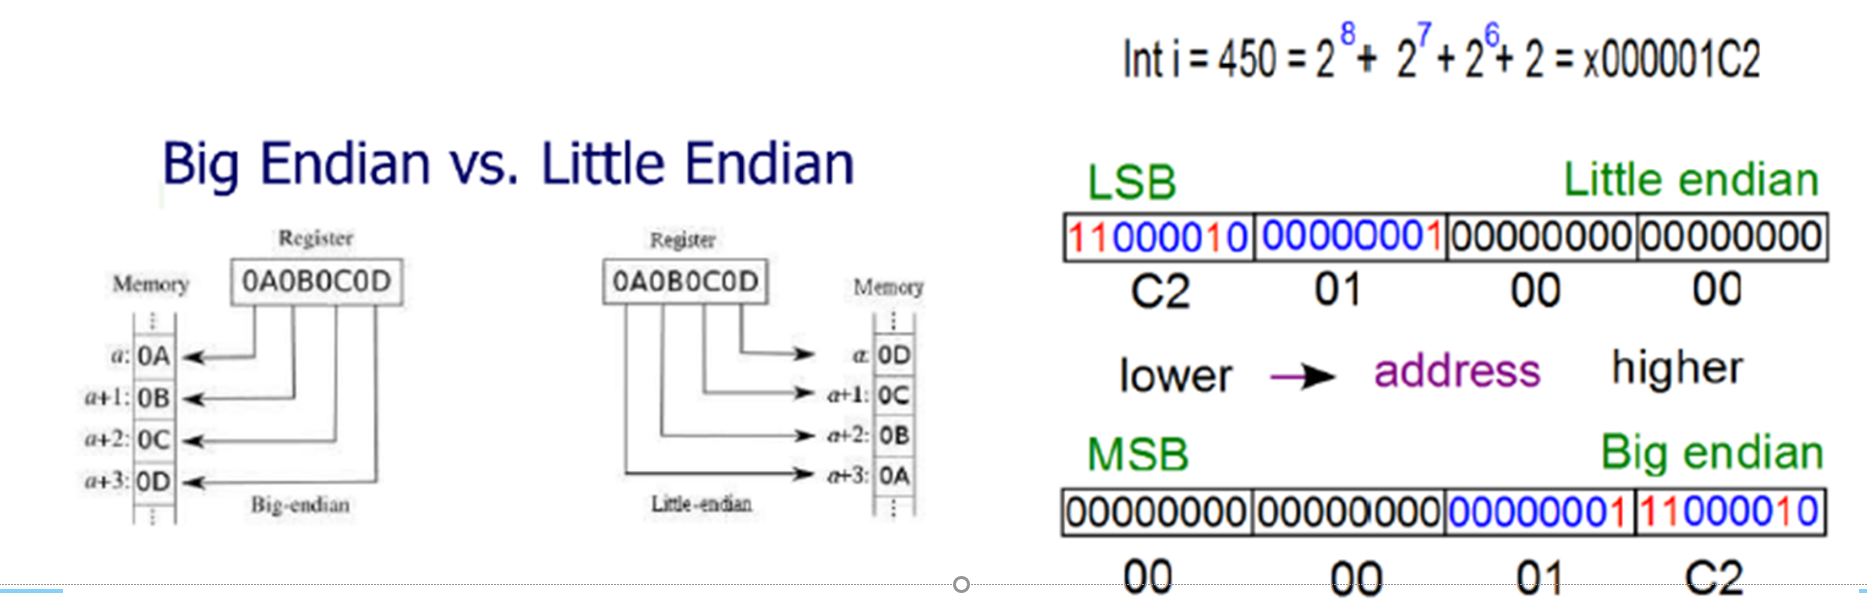 Big Endian vs. Little Endian
Register
0A0B0C0D
Memory
a: 0A
a+1: 0B
a+2: 0C
a+3: 0D
Big-endian
Register
0A0B0C0D
Memory
a: 0D
a+1: 0C
a+2: 0B
a+3: 0A
Little-endian
Int i = 450 = 2^8 + 2^7 + 2^6 + 2 = x000001C2
LSB Little endian
11000010 00000001 00000000 00000000
C2 01 00 00
lower → address higher
MSB Big endian
00000000 00000000 00000001 11000010
00 00 01 C2